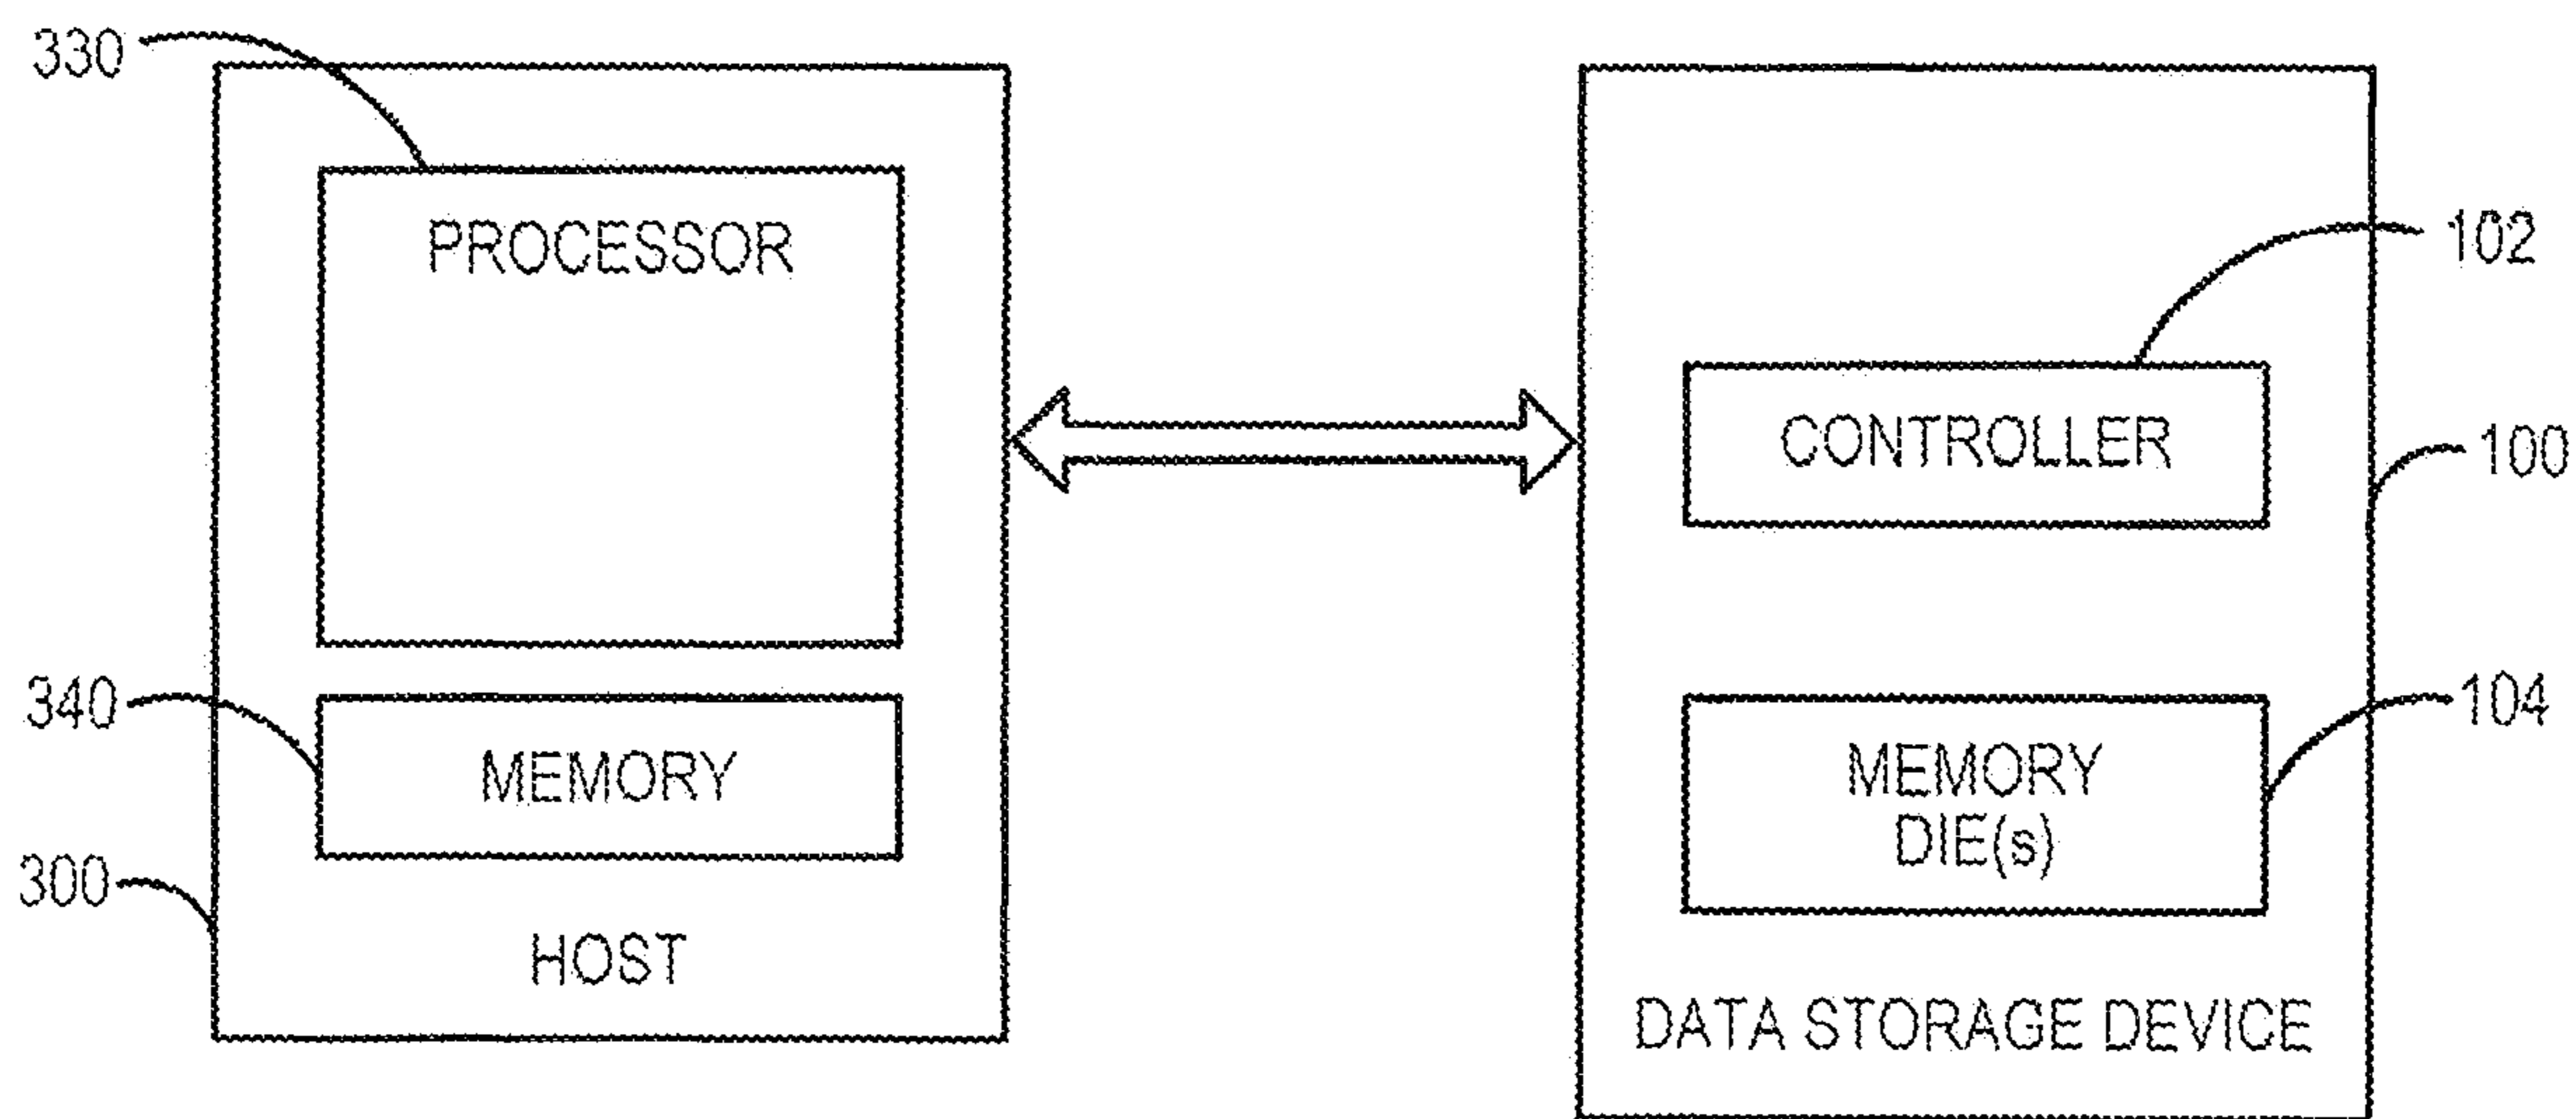 330
PROCESSOR
340
MEMORY
300
HOST
102
CONTROLLER
100
104
MEMORY
DIE(s)
DATA STORAGE DEVICE